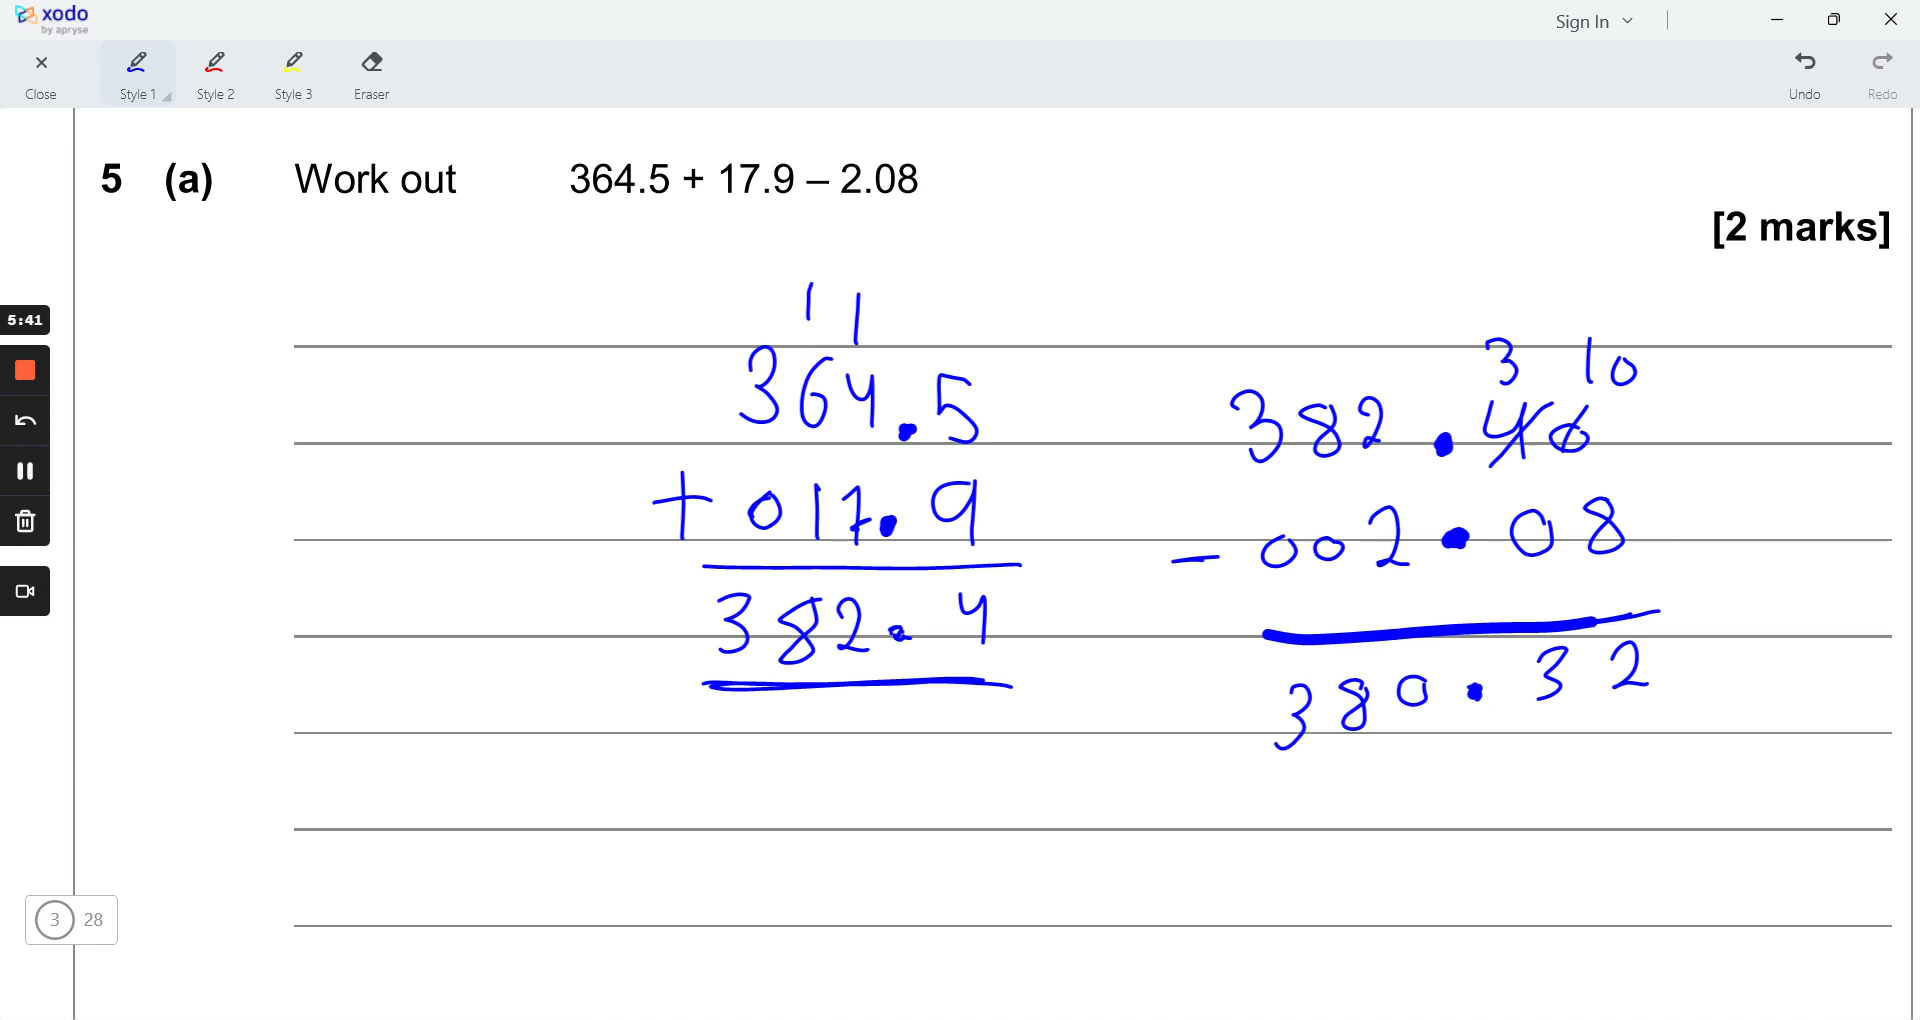 xodo
by apryse
Sign In
Close
Style 1
Style 2
Style 3
Eraser
Undo
Redo
5 (a) Work out 364.5 + 17.9 – 2.08
[2 marks]
5:41
1 1
364.5
+ 017.9
382.4
3 10
382.40
- 002.08
380.32
3 28